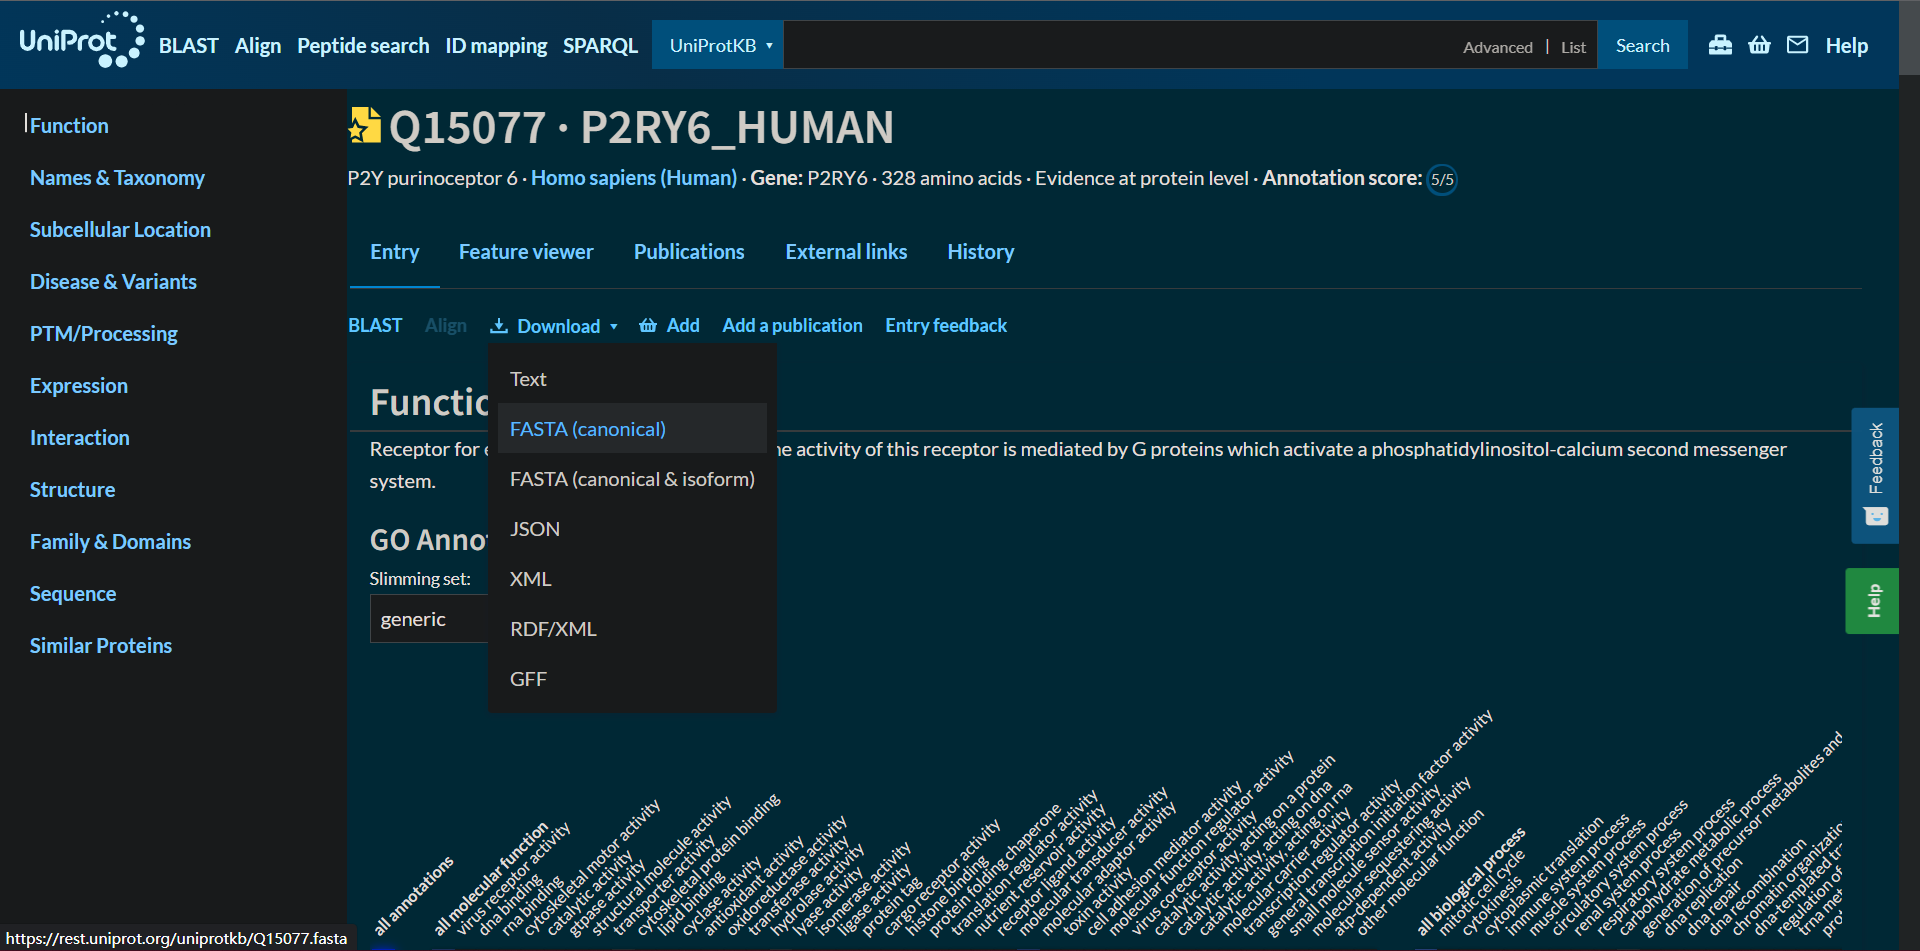 UniProt
BLAST Align Peptide search ID mapping SPARQL UniProtKB Advanced | List Search Help
Function
Names & Taxonomy
Subcellular Location
Disease & Variants
PTM/Processing
Expression
Interaction
Structure
Family & Domains
Sequence
Similar Proteins
Q15077 · P2RY6_HUMAN
P2Y purinoceptor 6 · Homo sapiens (Human) · Gene: P2RY6 · 328 amino acids · Evidence at protein level · Annotation score: 5/5
Entry Feature viewer Publications External links History
BLAST Align Download Add Add a publication Entry feedback
Text
FASTA (canonical)
FASTA (canonical & isoform)
JSON
XML
RDF/XML
GFF
Receptor for activity of this receptor is mediated by G proteins which activate a phosphatidylinositol-calcium second messenger
system.
GO
Slimming set:
generic
Feedback
Help
all annotations
all molecular function
virus receptor activity
dna binding
rna binding
cytoskeletal motor activity
catalytic activity
gtpase activity
structural molecule activity
transporter activity
cytoskeletal protein binding
lipid binding
cyclase activity
antioxidant activity
oxidoreductase activity
transferase activity
hydrolase activity
lyase activity
isomerase activity
ligase activity
protein tag
cargo receptor activity
histone binding
protein folding chaperone
translation regulator activity
nutrient reservoir activity
receptor ligand activity
molecular transducer activity
molecular adaptor activity
toxin activity
cell adhesion mediator activity
molecular function regulator activity
virus coreceptor activity
catalytic activity, acting on a protein
catalytic activity, acting on dna
catalytic activity, acting on rna
molecular carrier activity
transcription regulator activity
general transcription initiation factor activity
small molecule sensor activity
molecular sequestering activity
atp-dependent activity
other molecular function
all biological process
mitotic cell cycle
cytokinesis
cytoplasmic translation
immune system process
muscle system process
circulatory system process
renal system process
respiratory system process
carbohydrate metabolic process
generation of precursor metabolites and
dna replication
dna repair
dna recombination
chromatin
dna-templated
regulation of
trna
https://rest.uniprot.org/uniprotkb/Q15077.fasta